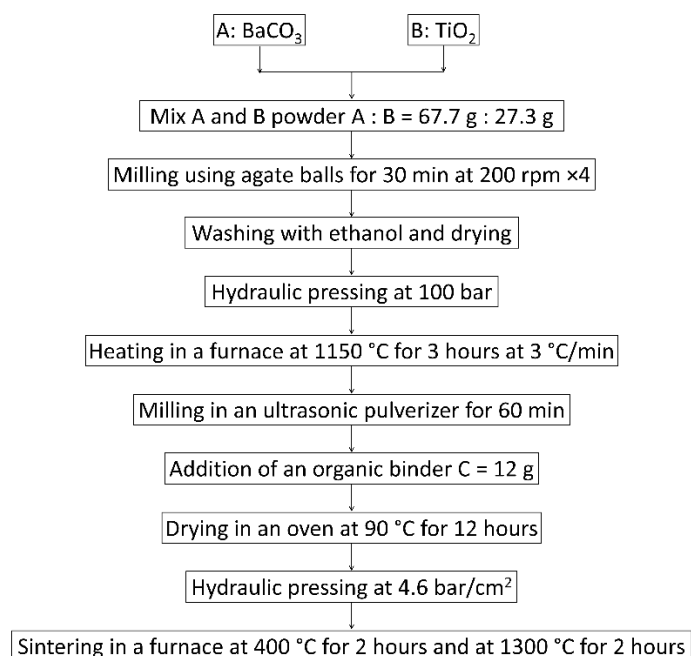 A: BaCO₃
B: TiO₂
Mix A and B powder A : B = 67.7 g : 27.3 g
Milling using agate balls for 30 min at 200 rpm ×4
Washing with ethanol and drying
Hydraulic pressing at 100 bar
Heating in a furnace at 1150 °C for 3 hours at 3 °C/min
Milling in an ultrasonic pulverizer for 60 min
Addition of an organic binder C = 12 g
Drying in an oven at 90 °C for 12 hours
Hydraulic pressing at 4.6 bar/cm²
Sintering in a furnace at 400 °C for 2 hours and at 1300 °C for 2 hours